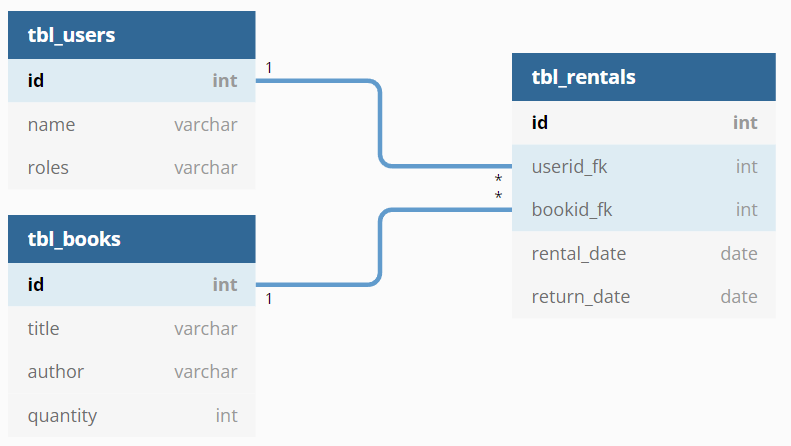 tbl_users
id int
name varchar
roles varchar
1
tbl_books
id int
title varchar
author varchar
quantity int
1
tbl_rentals
id int
userid_fk int
bookid_fk int
rental_date date
return_date date
*
*